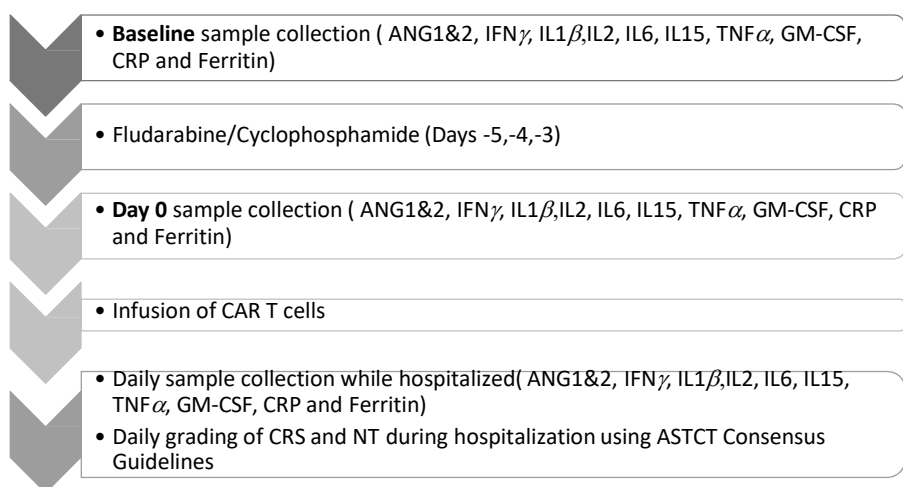 • Baseline sample collection ( ANG1&2, IFNγ, IL1β,IL2, IL6, IL15, TNFα, GM-CSF,
CRP and Ferritin)
• Fludarabine/Cyclophosphamide (Days -5,-4,-3)
• Day 0 sample collection ( ANG1&2, IFNγ, IL1β,IL2, IL6, IL15, TNFα, GM-CSF, CRP
and Ferritin)
• Infusion of CAR T cells
• Daily sample collection while hospitalized( ANG1&2, IFNγ, IL1β,IL2, IL6, IL15,
TNFα, GM-CSF, CRP and Ferritin)
• Daily grading of CRS and NT during hospitalization using ASTCT Consensus
Guidelines